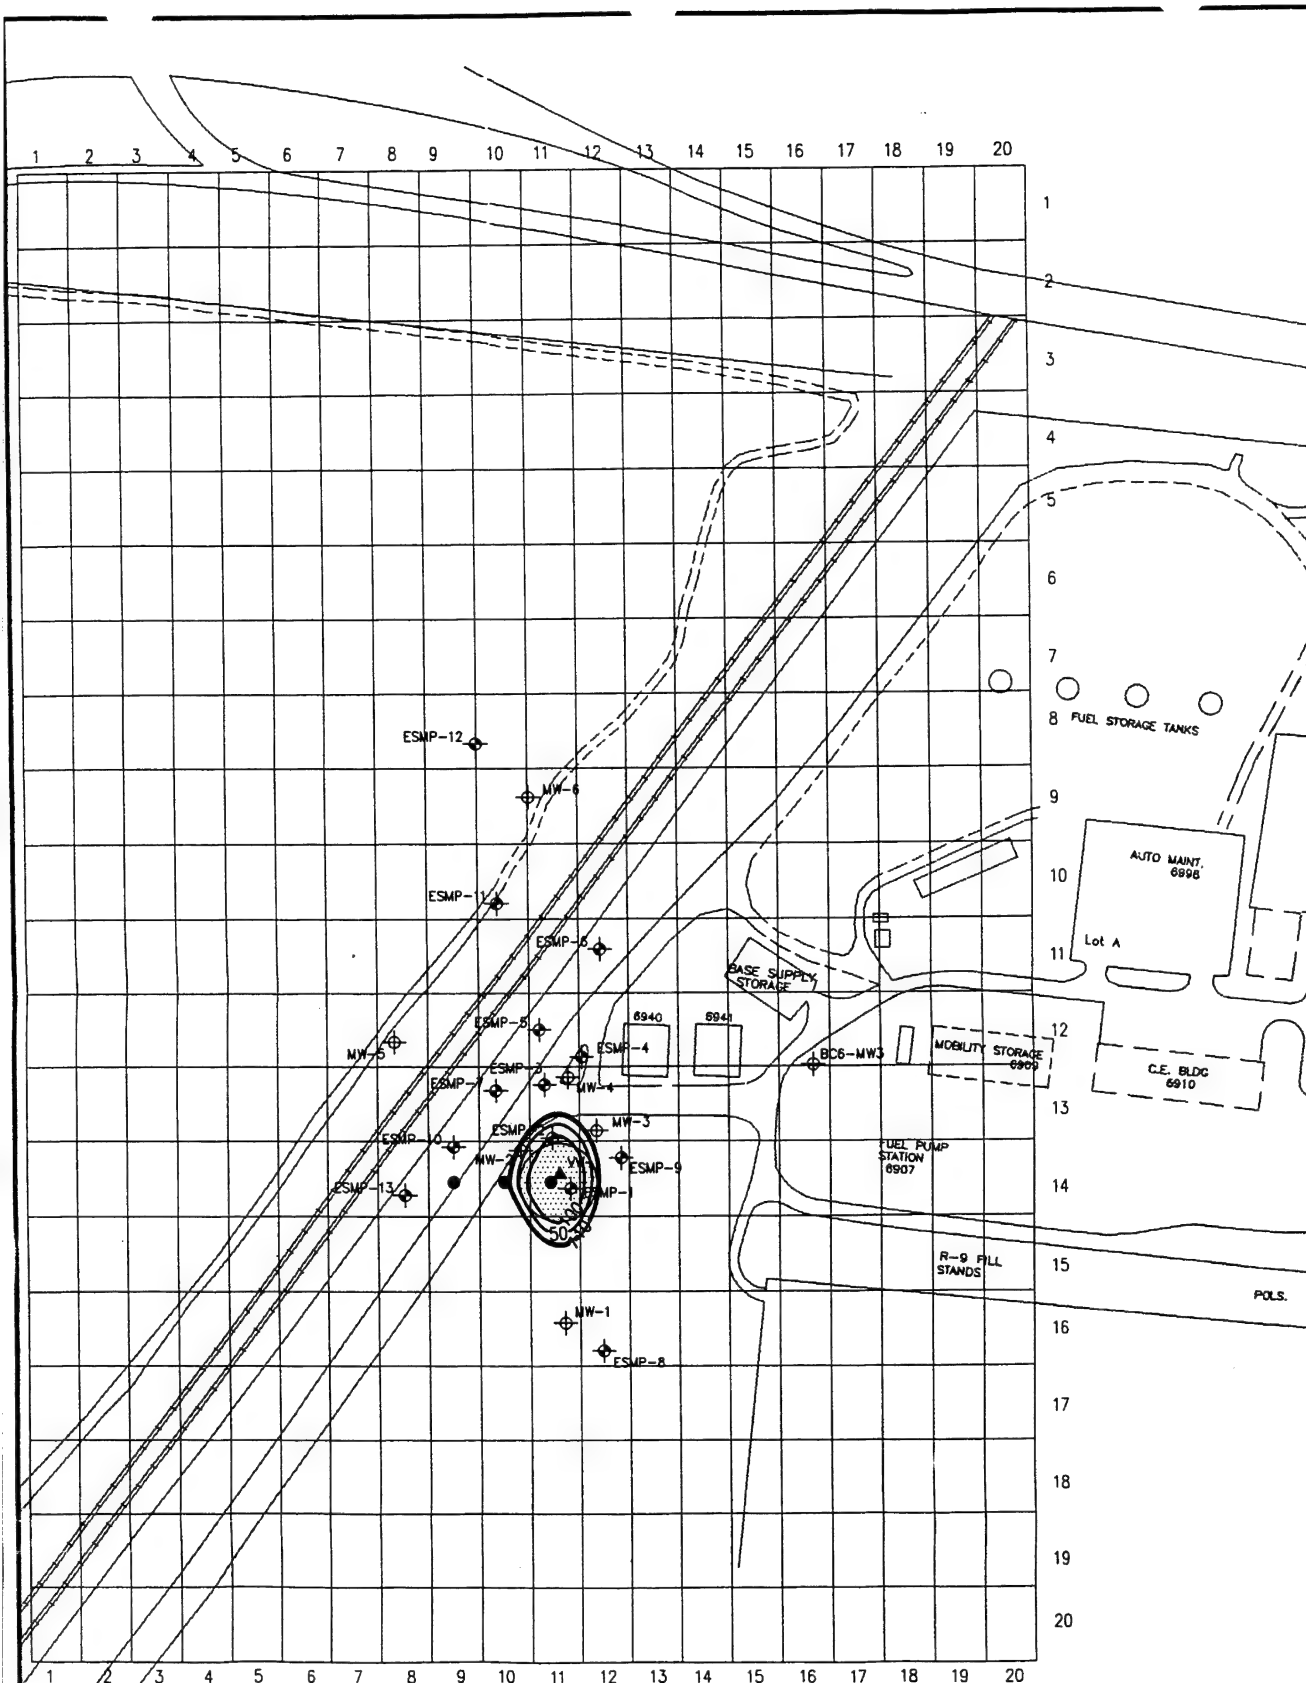 1 2 3 4 5 6 7 8 9 10 11 12 13 14 15 16 17 18 19 20
1
2
3
4
5
6
7
8
FUEL STORAGE TANKS
ESMP-12
MW-6
9
AUTO MAINT.
6996
10
ESMP-11
ESMP-6
Lot A
11
BASE SUPPLY
STORAGE
6940
6941
12
ESMP-5
MW-5
ESMP-4
BC6-MW3
MOBILITY STORAGE
6909
C.E. BLDG
6910
ESMP-3
ESMP-7
MW-4
13
MW-3
ESMP-10
ESMP-2
MW-2
ESMP-9
FUEL PUMP
STATION
6907
ESMP-13
ESMP-1
14
50
R-9 FILL
STANDS
15
POLS.
MW-1
16
ESMP-8
17
18
19
20
1 2 3 4 5 6 7 8 9 10 11 12 13 14 15 16 17 18 19 20